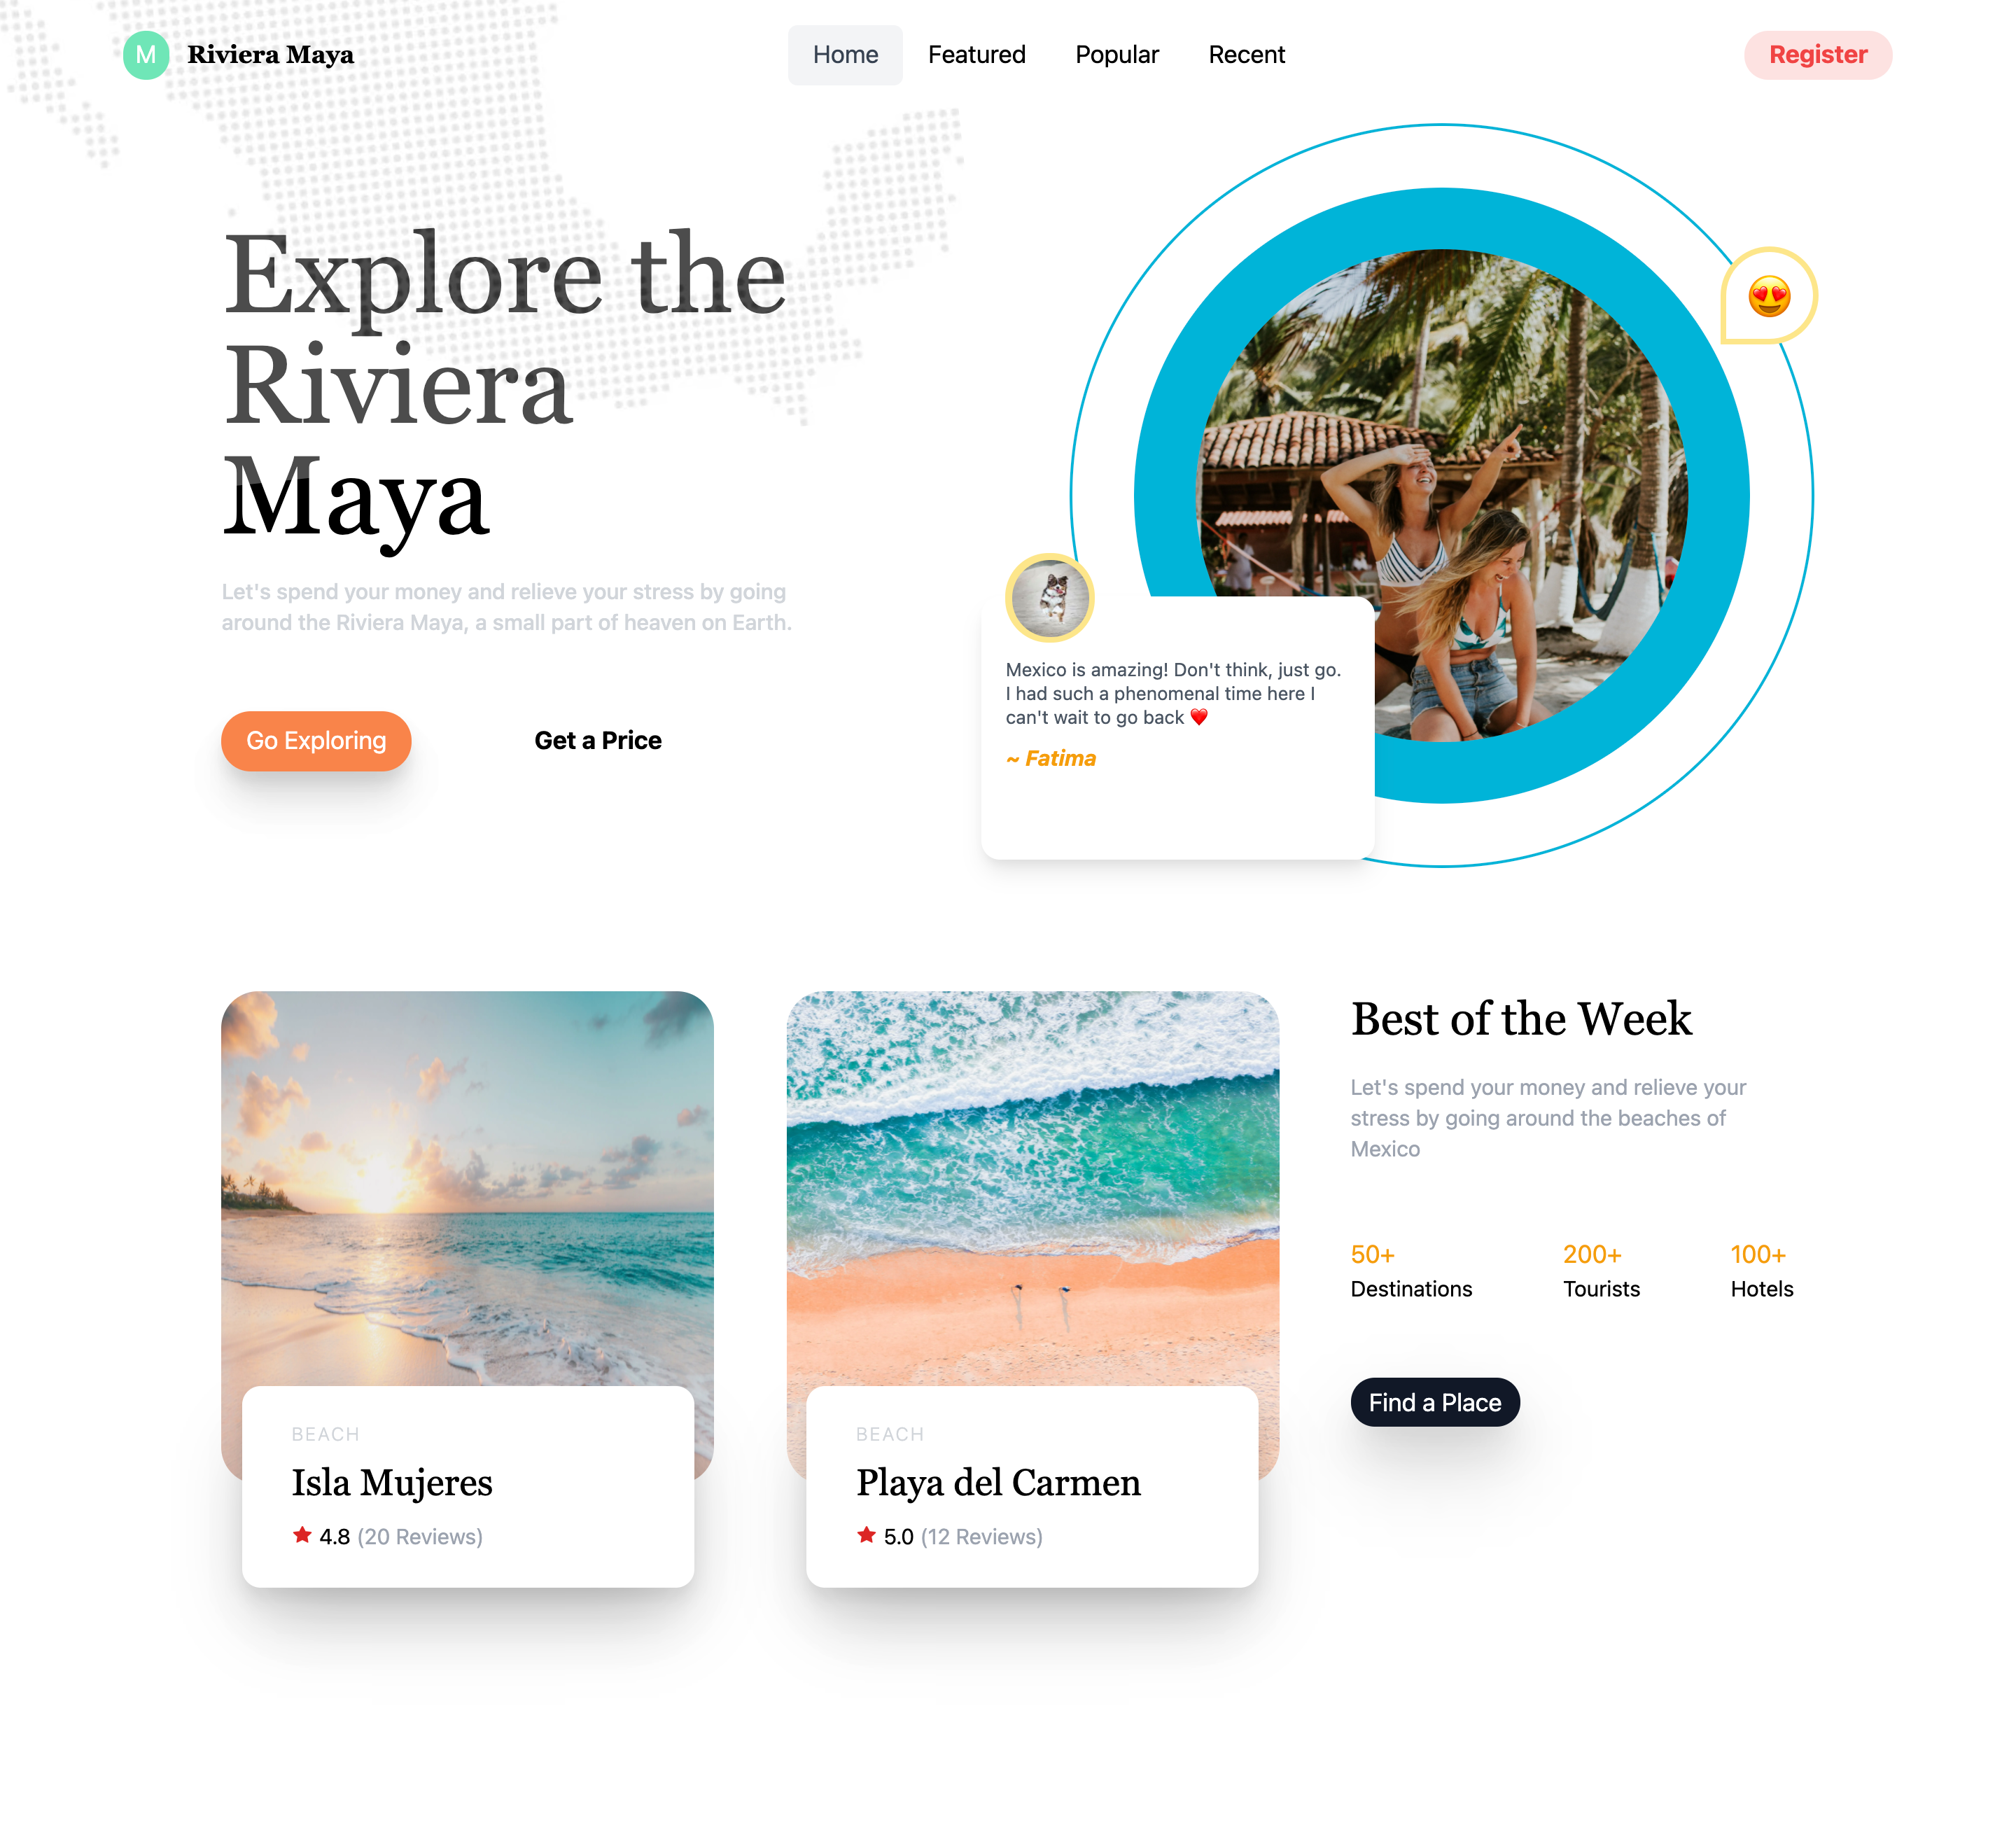 M Riviera Maya Home Featured Popular Recent Register
Explore the
Riviera
Maya
Let's spend your money and relieve your stress by going
around the Riviera Maya, a small part of heaven on Earth.
Go Exploring Get a Price
😍
Mexico is amazing! Don't think, just go.
I had such a phenomenal time here I
can't wait to go back ❤️
~ Fatima
BEACH
Isla Mujeres
★ 4.8 (20 Reviews)
BEACH
Playa del Carmen
★ 5.0 (12 Reviews)
Best of the Week
Let's spend your money and relieve your
stress by going around the beaches of
Mexico
50+ 200+ 100+
Destinations Tourists Hotels
Find a Place